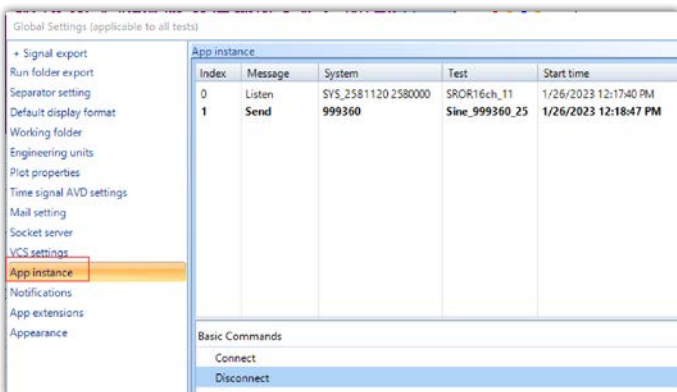 Global Settings (applicable to all tests)
+ Signal export
Run folder export
Separator setting
Default display format
Working folder
Engineering units
Plot properties
Time signal AVD settings
Mail setting
Socket server
VCS settings
App instance
Notifications
App extensions
Appearance
App instance
Index Message System Test Start time
0 Listen SYS_2581120 2580000 SROR16ch_11 1/26/2023 12:17:40 PM
1 Send 999360 Sine_999360_25 1/26/2023 12:18:47 PM
Basic Commands
Connect
Disconnect